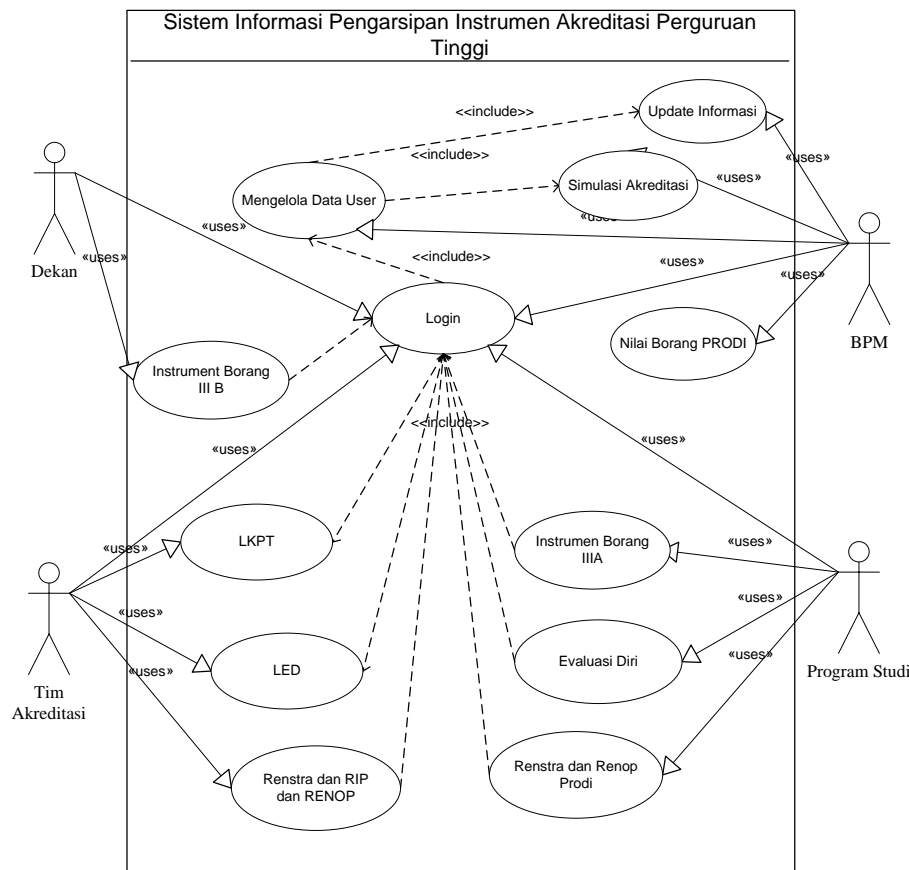 Sistem Informasi Pengarsipan Instrumen Akreditasi Perguruan
Tinggi
Update Informasi
<<include>>
«uses»
<<include>>
Simulasi Akreditasi
«uses»
Mengelola Data User
«uses»
«uses»
Dekan
«uses»
<<include>>
«uses»
«uses»
Login
Nilai Borang PRODI
BPM
Instrument Borang
III B
<<include>>
«uses»
«uses»
LKPT
Instrumen Borang
IIIA
«uses»
«uses»
«uses»
«uses»
LED
Evaluasi Diri
«uses»
«uses»
Tim
Akreditasi
Program Studi
Renstra dan RIP
dan RENOP
Renstra dan Renop
Prodi